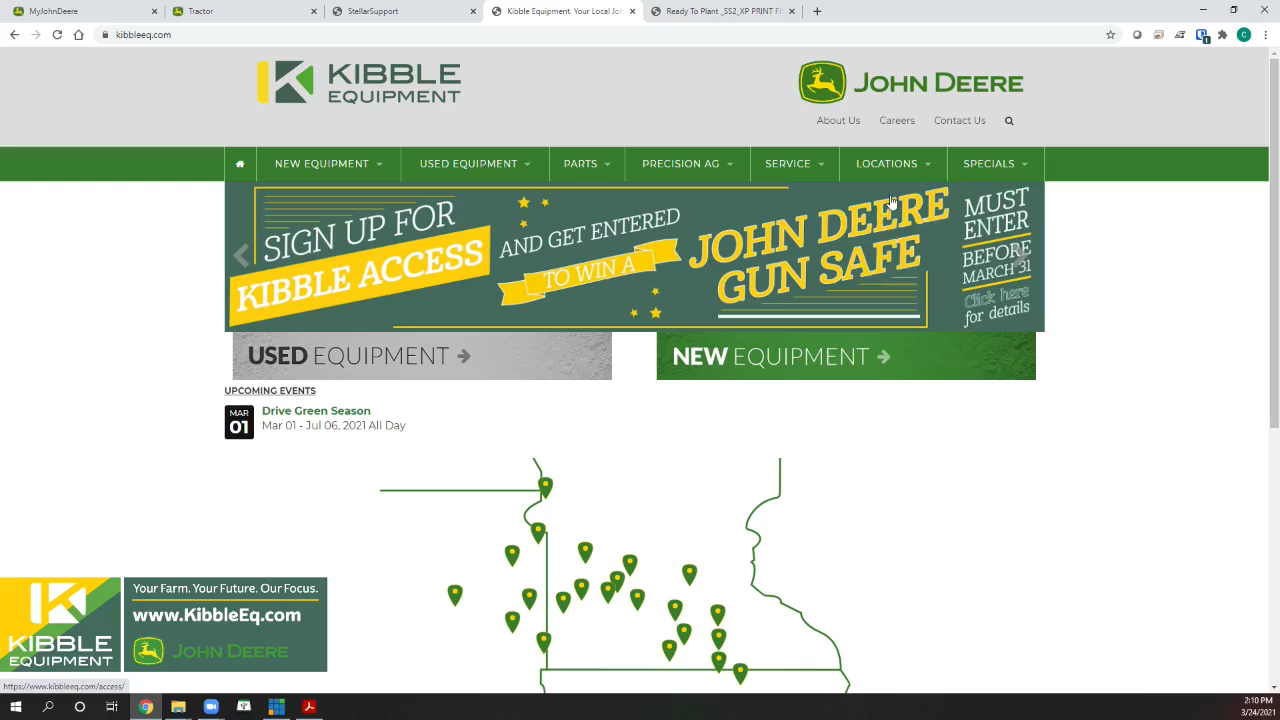 MyJohnDeere
Tractor
StellarSupport
Kibble Equipment. Your Local Joh
Ready To Plant _SS2_XP PRINT Fi
kibbleeq.com
1
C
KIBBLE
EQUIPMENT
JOHN DEERE
About Us Careers Contact Us
NEW EQUIPMENT USED EQUIPMENT PARTS PRECISION AG SERVICE LOCATIONS SPECIALS
SIGN UP FOR
KIBBLE ACCESS
AND GET ENTERED
TO WIN A
JOHN DEERE
GUN SAFE
MUST
ENTER
BEFORE
MARCH 31
Click here
for details
USED EQUIPMENT
NEW EQUIPMENT
UPCOMING EVENTS
MAR
01
Drive Green Season
Mar 01 - Jul 06, 2021 All Day
KIBBLE
EQUIPMENT
Your Farm. Your Future. Our Focus.
www.KibbleEq.com
JOHN DEERE
https://www.kibbleeq.com/access/
2:10 PM
3/24/2021